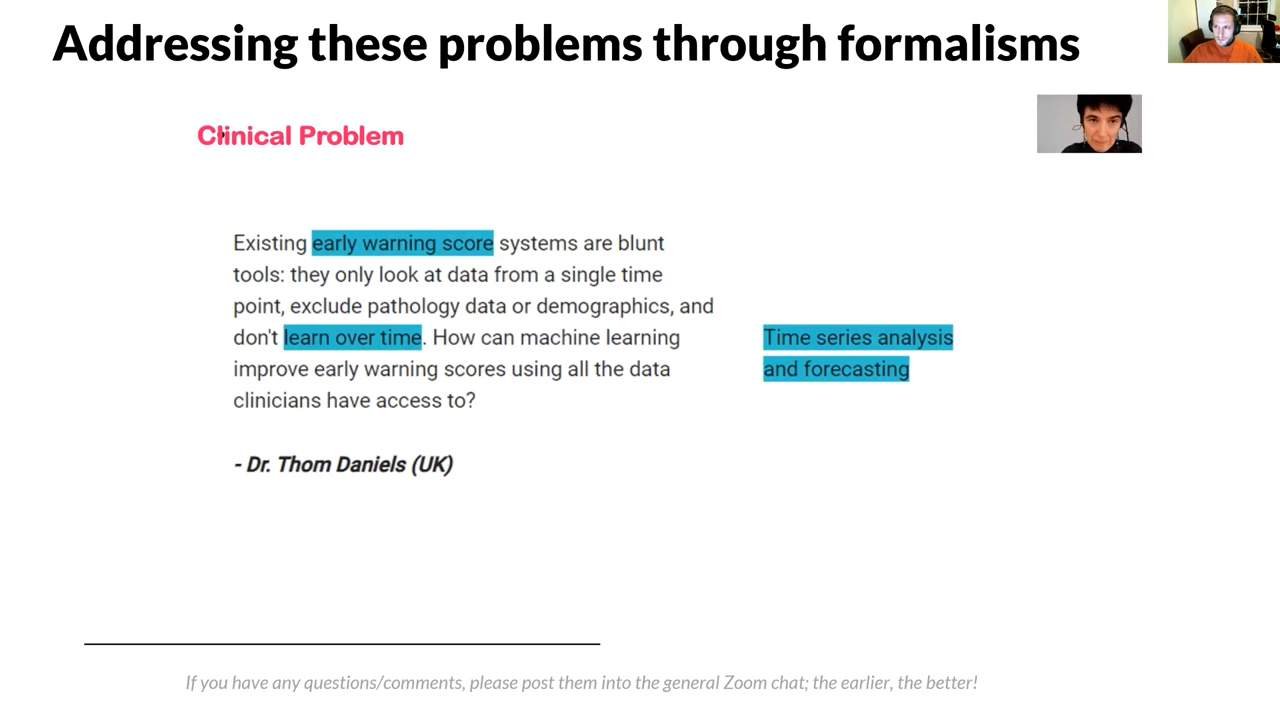 Addressing these problems through formalisms
Clinical Problem
Existing early warning score systems are blunt
tools: they only look at data from a single time
point, exclude pathology data or demographics, and
don't learn over time. How can machine learning
improve early warning scores using all the data
clinicians have access to?
- Dr. Thom Daniels (UK)
Time series analysis
and forecasting
If you have any questions/comments, please post them into the general Zoom chat; the earlier, the better!